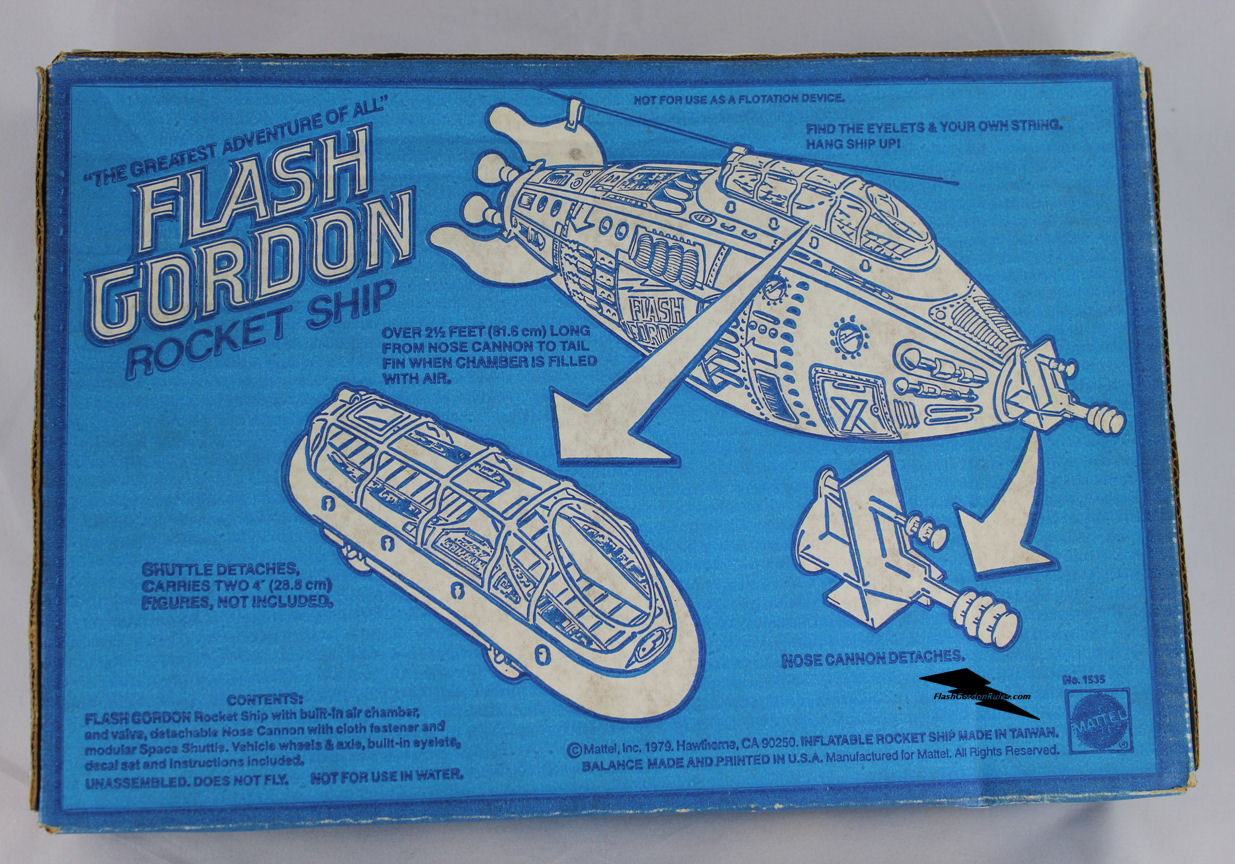 "THE GREATEST ADVENTURE OF ALL"
FLASH
GORDON
ROCKET SHIP
NOT FOR USE AS A FLOTATION DEVICE.
FIND THE EYELETS & YOUR OWN STRING.
HANG SHIP UP!
FLASH
GORDON
OVER 2½ FEET (81.6 cm) LONG
FROM NOSE CANNON TO TAIL
FIN WHEN CHAMBER IS FILLED
WITH AIR.
X
SHUTTLE DETACHES,
CARRIES TWO 4" (28.8 cm)
FIGURES, NOT INCLUDED.
NOSE CANNON DETACHES.
FlashGordonRules.com
No. 1535
MATTEL
CONTENTS:
FLASH GORDON Rocket Ship with built-in air chamber,
and valve, detachable Nose Cannon with cloth fastener and
modular Space Shuttle. Vehicle wheels & axle, built-in eyelets,
decal set and instructions included.
UNASSEMBLED. DOES NOT FLY. NOT FOR USE IN WATER.
©Mattel, Inc. 1979. Hawthorne, CA 90250. INFLATABLE ROCKET SHIP MADE IN TAIWAN.
BALANCE MADE AND PRINTED IN U.S.A. Manufactured for Mattel. All Rights Reserved.